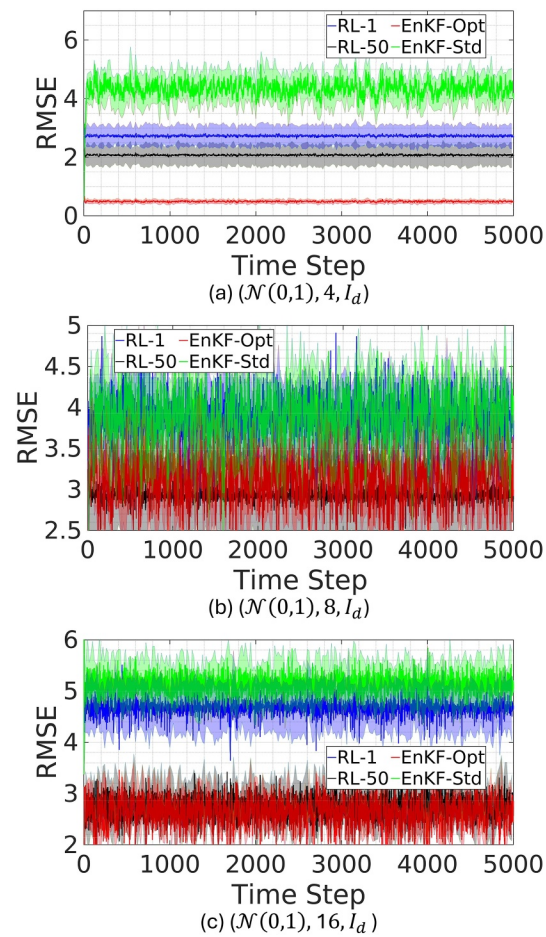 RL-1 EnKF-Opt
RL-50 EnKF-Std
6
4
2
0
RMSE
0 1000 2000 3000 4000 5000
Time Step
(a) (𝒩(0,1), 4, I_d)
5
4.5
4
3.5
3
2.5
RMSE
RL-1 EnKF-Opt
RL-50 EnKF-Std
0 1000 2000 3000 4000 5000
Time Step
(b) (𝒩(0,1), 8, I_d)
6
5
4
3
2
RMSE
RL-1 EnKF-Opt
RL-50 EnKF-Std
0 1000 2000 3000 4000 5000
Time Step
(c) (𝒩(0,1), 16, I_d )